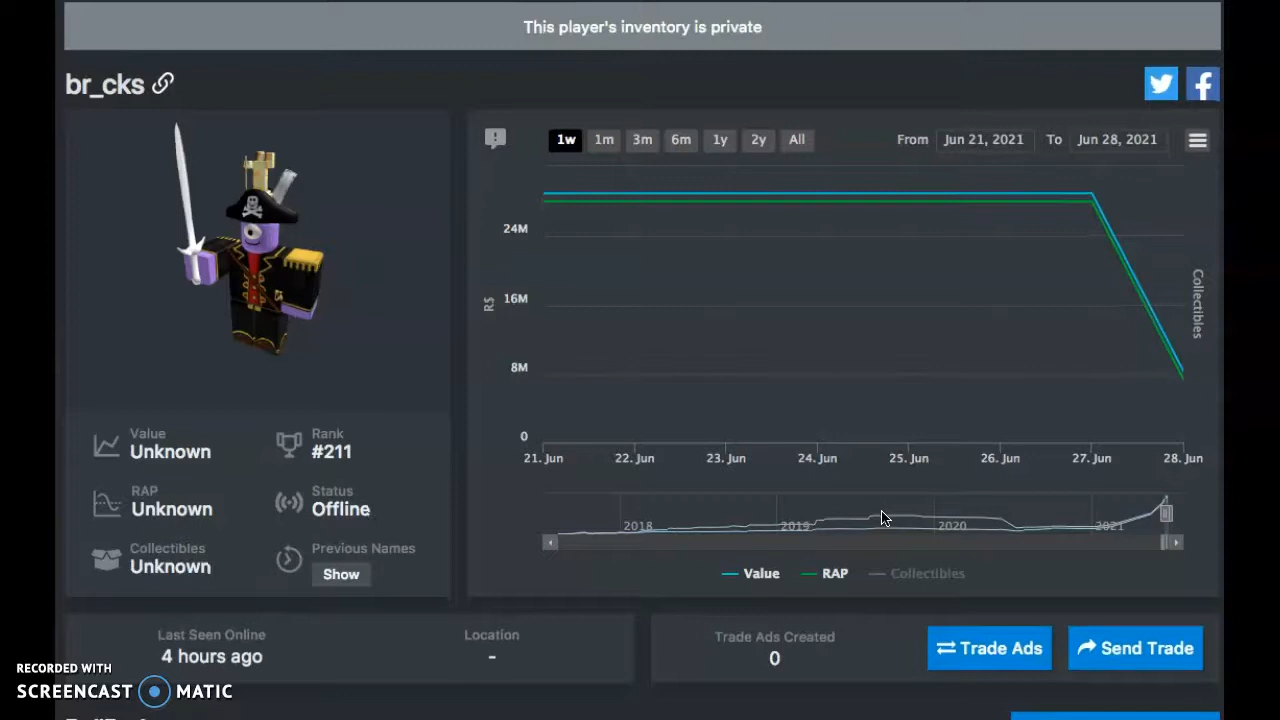 This player's inventory is private
br_cks
1w 1m 3m 6m 1y 2y All From Jun 21, 2021 To Jun 28, 2021
24M
16M
8M
0
R$
Collectibles
21. Jun 22. Jun 23. Jun 24. Jun 25. Jun 26. Jun 27. Jun 28. Jun
2018 2019 2020 2021
Value RAP Collectibles
Value
Unknown
Rank
#211
RAP
Unknown
Status
Offline
Collectibles
Unknown
Previous Names
Show
Last Seen Online
4 hours ago
Location
-
Trade Ads Created
0
Trade Ads
Send Trade
RECORDED WITH
SCREENCAST MATIC